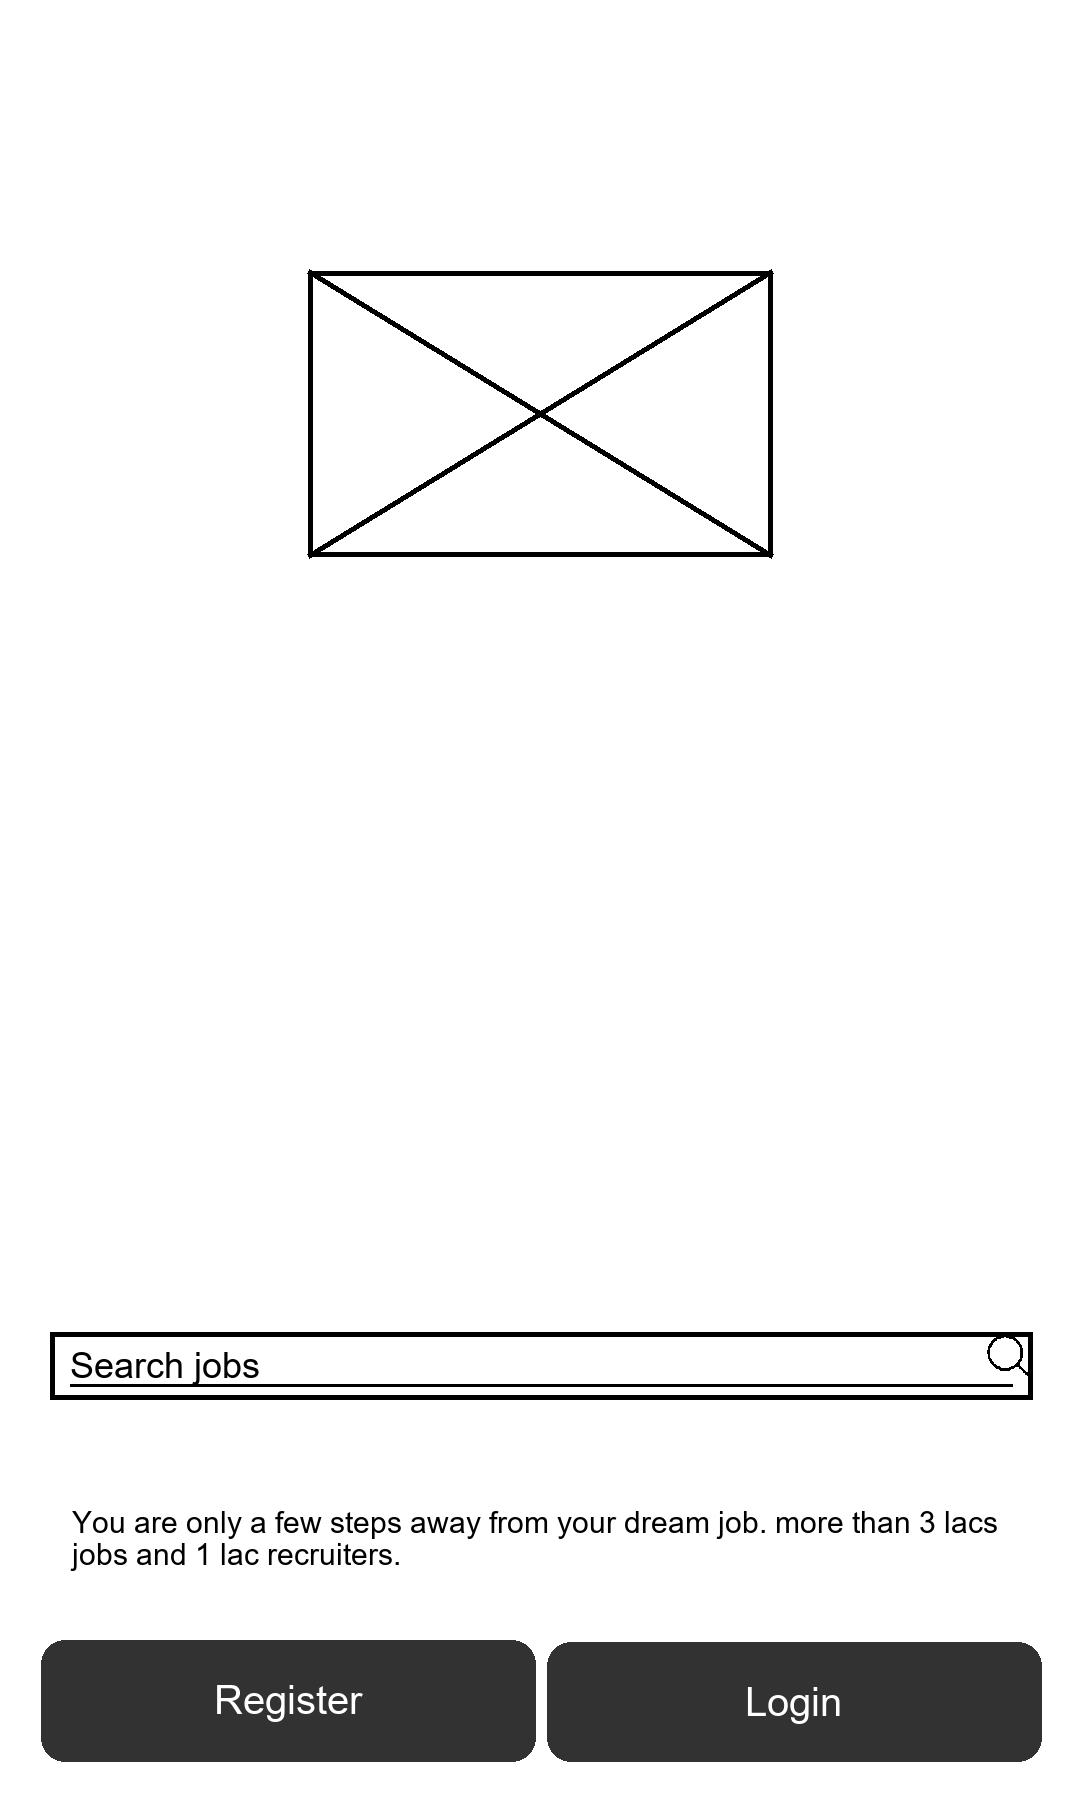 Search jobs
You are only a few steps away from your dream job. more than 3 lacs
jobs and 1 lac recruiters.
Register
Login